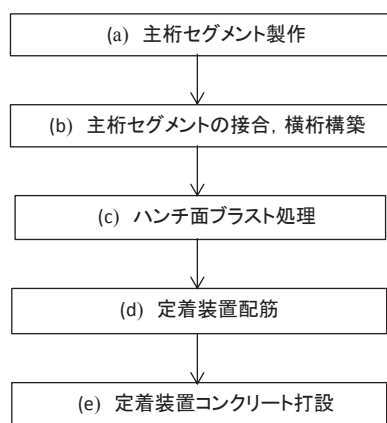 (a) 主桁セグメント製作
(b) 主桁セグメントの接合，横桁構築
(c) ハンチ面ブラスト処理
(d) 定着装置配筋
(e) 定着装置コンクリート打設